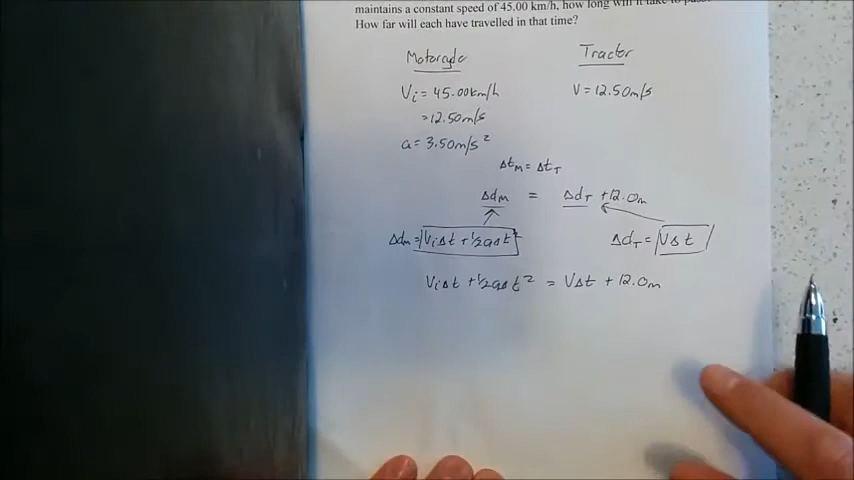 maintains a constant speed of 45.00 km/h, how long will it take to pass
How far will each have travelled in that time?
Motorcycle Tractor
Vi = 45.00km/h V = 12.50m/s
= 12.50m/s
a = 3.50m/s²
Δtm = ΔtT
Δdm = ΔdT + 12.0m
Δdm = ViΔt + 1/2aΔt² ΔdT = VΔt
ViΔt + 1/2aΔt² = VΔt + 12.0m